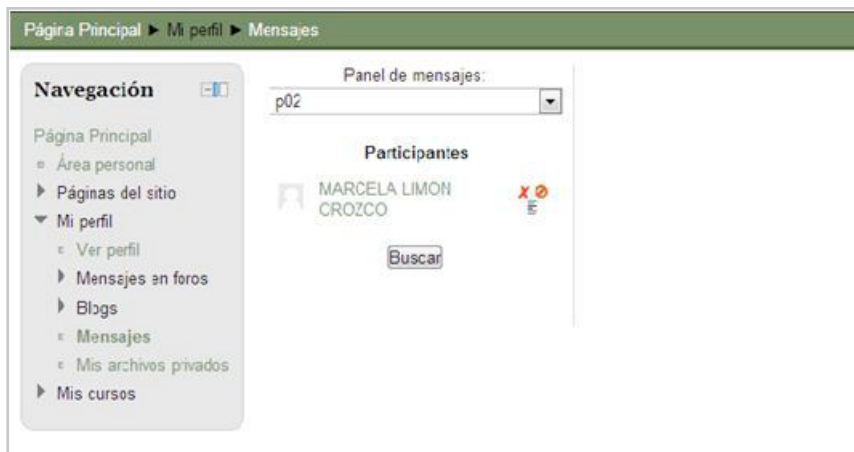 Página Principal ► Mi perfil ► Mensajes
Navegación
Página Principal
Área personal
Páginas del sitio
Mi perfil
Ver perfil
Mensajes en foros
Blogs
Mensajes
Mis archivos privados
Mis cursos
Panel de mensajes:
p02
Participantes
MARCELA LIMON
CROZCO
Buscar